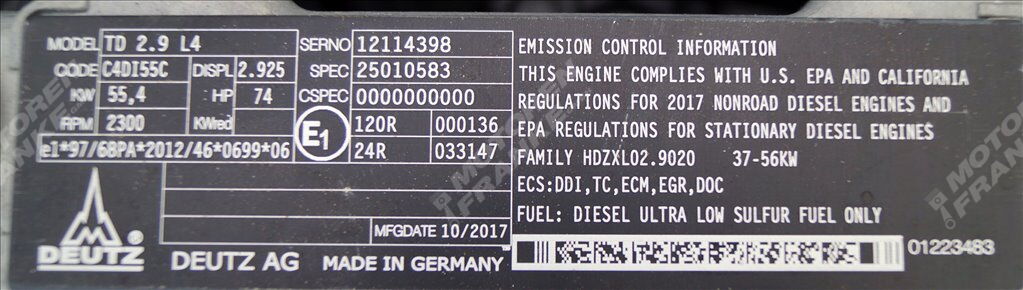 MODEL TD 2.9 L4 SERNO 12114398
CODE C4DI55C DISPL 2.925 SPEC 25010583
KW 55,4 HP 74 CSPEC 0000000000
RPM 2300 KWred E1 120R 000136
e1*97/68PA*2012/46*0699*06 24R 033147
MFGDATE 10/2017
DEUTZ DEUTZ AG MADE IN GERMANY
EMISSION CONTROL INFORMATION
THIS ENGINE COMPLIES WITH U.S. EPA AND CALIFORNIA
REGULATIONS FOR 2017 NONROAD DIESEL ENGINES AND
EPA REGULATIONS FOR STATIONARY DIESEL ENGINES
FAMILY HDZXL02.9020 37-56KW
ECS:DDI,TC,ECM,EGR,DOC
FUEL: DIESEL ULTRA LOW SULFUR FUEL ONLY
01223483
MOTOREN
FRANKEN